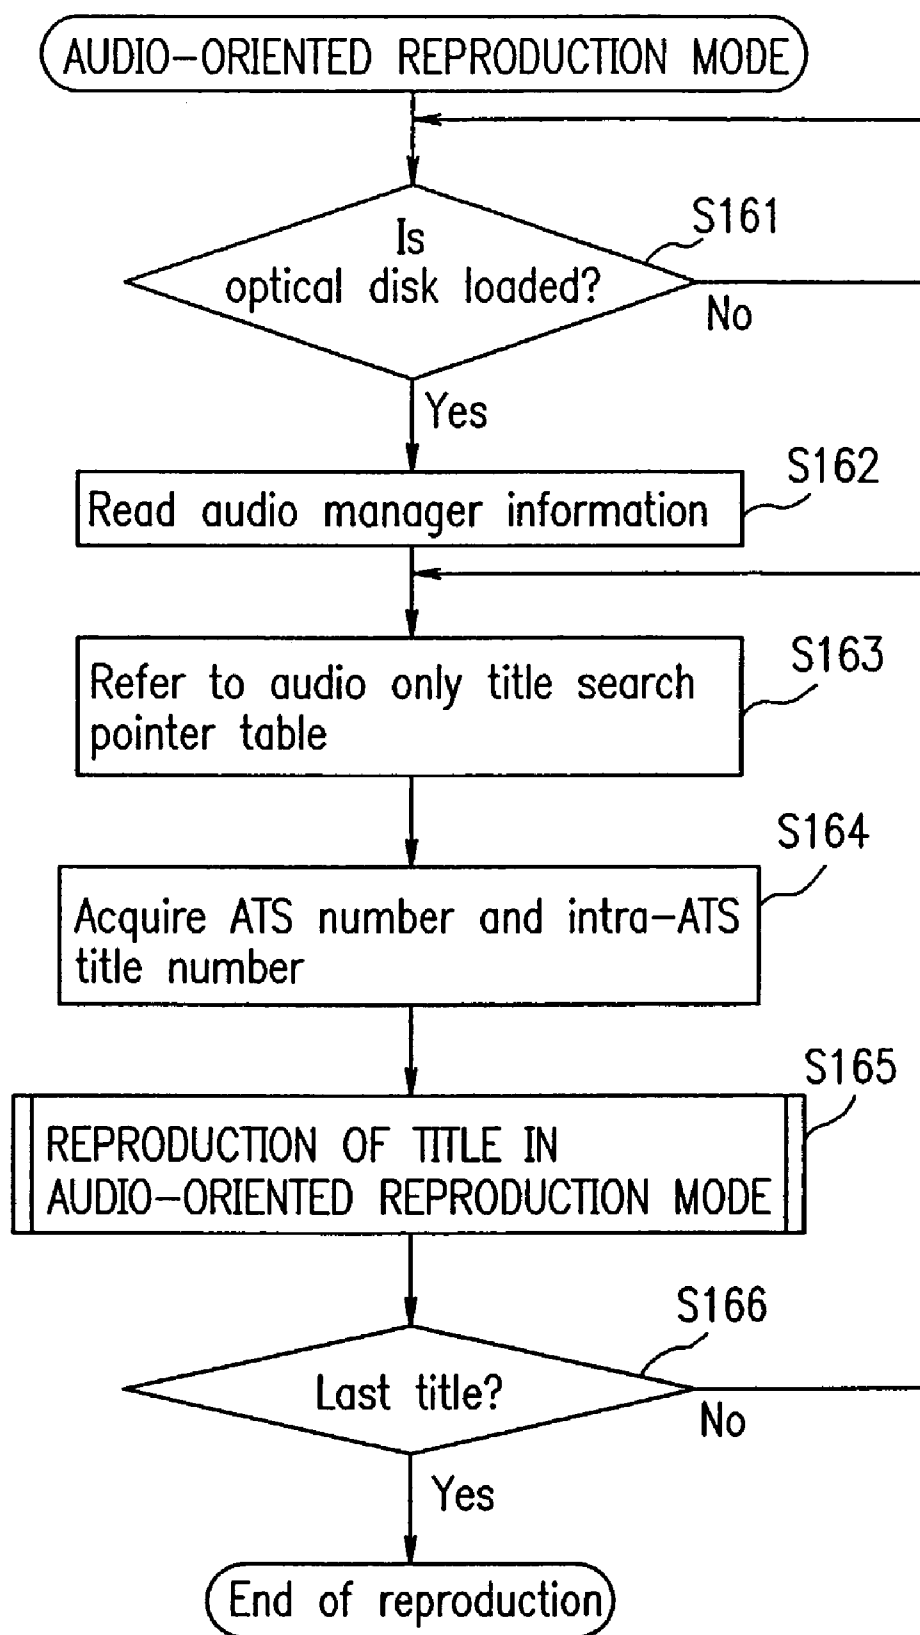 AUDIO-ORIENTED REPRODUCTION MODE
S161
Is
optical disk loaded?
No
Yes
S162
Read audio manager information
S163
Refer to audio only title search
pointer table
S164
Acquire ATS number and intra-ATS
title number
S165
REPRODUCTION OF TITLE IN
AUDIO-ORIENTED REPRODUCTION MODE
S166
Last title?
No
Yes
End of reproduction